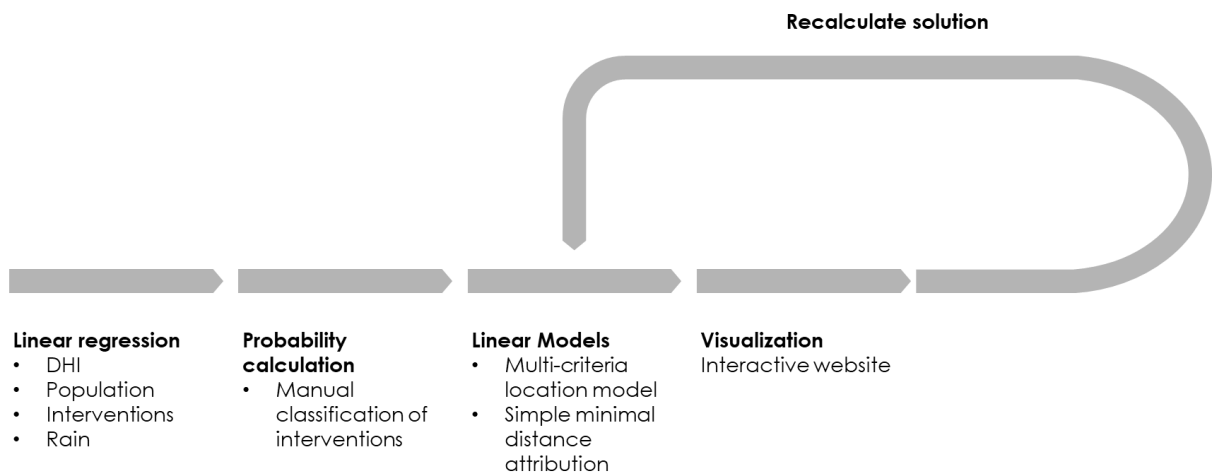 Recalculate solution
Linear regression
• DHI
• Population
• Interventions
• Rain
Probability
calculation
• Manual
classification of
interventions
Linear Models
• Multi-criteria
location model
• Simple minimal
distance
attribution
Visualization
Interactive website